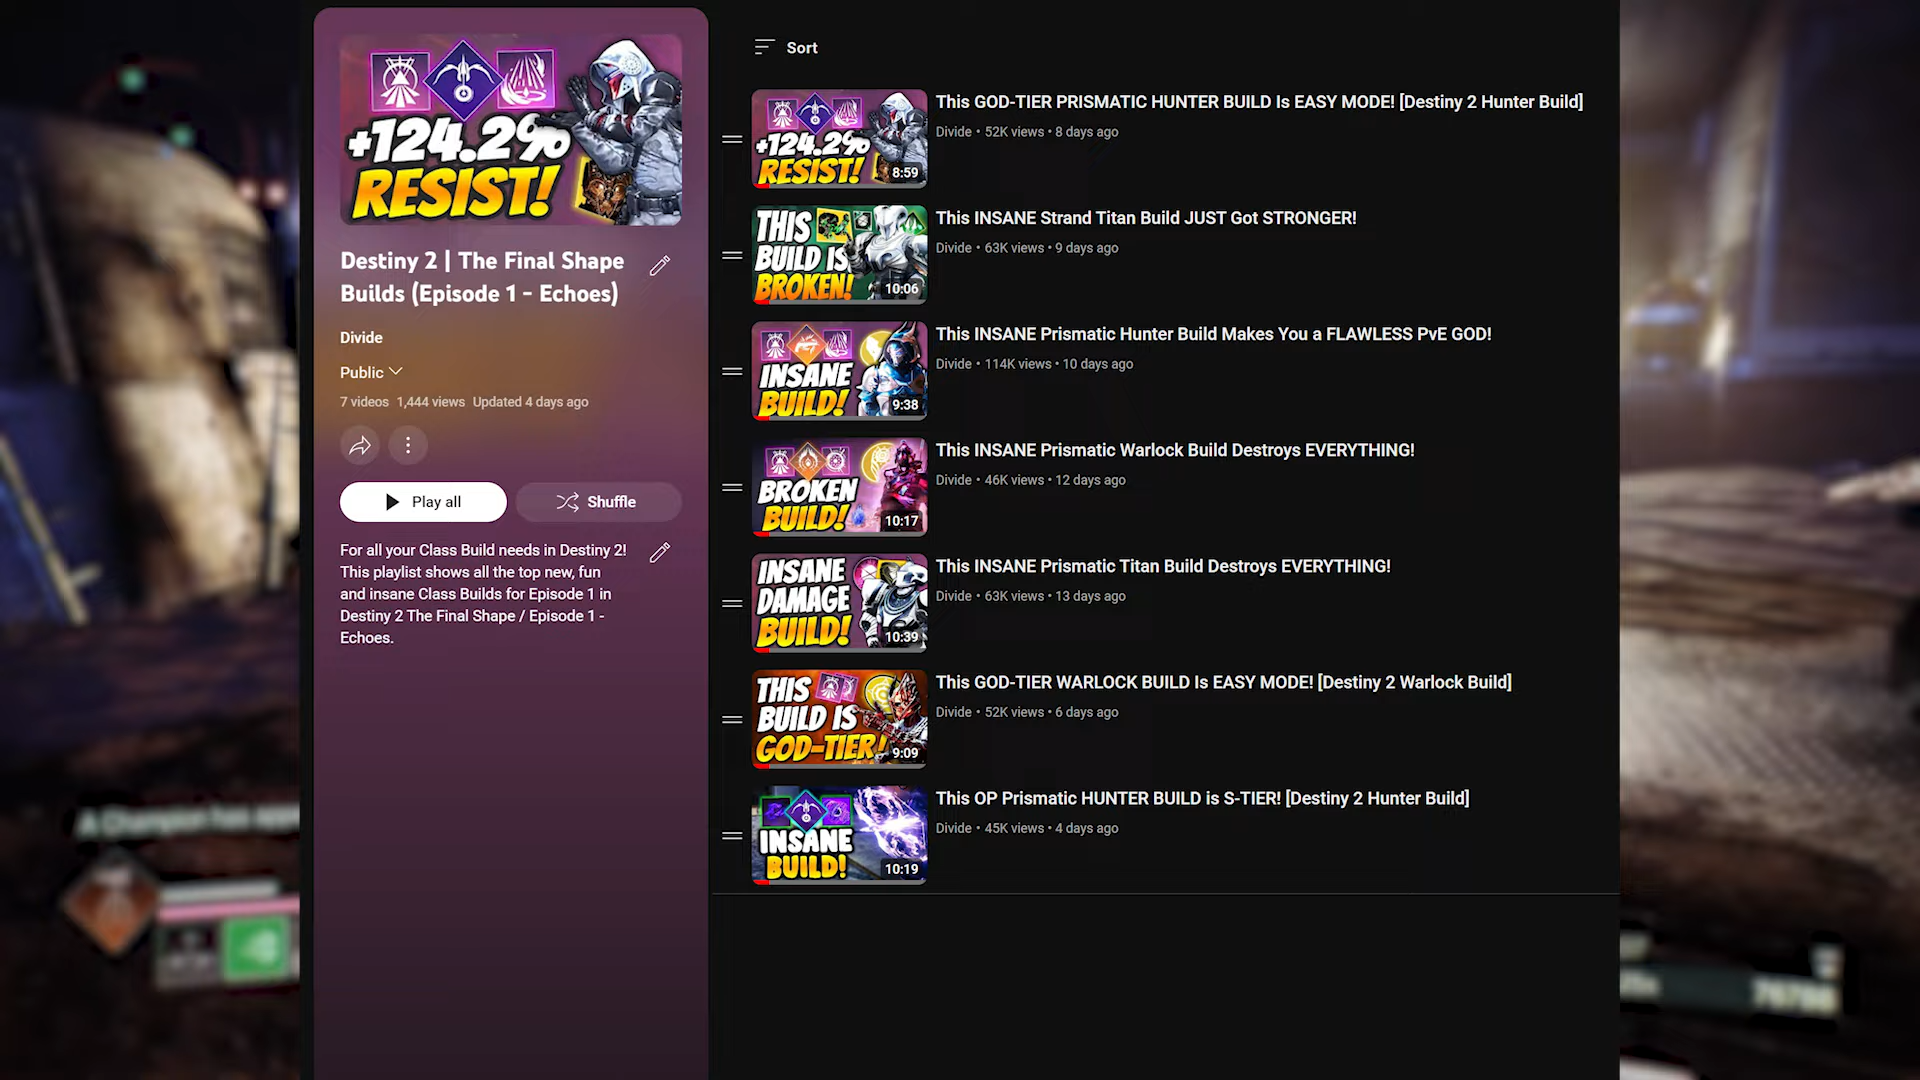 +124.2%
RESIST!
Destiny 2 | The Final Shape
Builds (Episode 1 - Echoes)
Divide
Public
7 videos 1,444 views Updated 4 days ago
Play all
Shuffle
For all your Class Build needs in Destiny 2!
This playlist shows all the top new, fun
and insane Class Builds for Episode 1 in
Destiny 2 The Final Shape / Episode 1 -
Echoes.
Sort
+124.2%
RESIST!
8:59
This GOD-TIER PRISMATIC HUNTER BUILD Is EASY MODE! [Destiny 2 Hunter Build]
Divide • 52K views • 8 days ago
THIS
BUILD IS
BROKEN!
10:06
This INSANE Strand Titan Build JUST Got STRONGER!
Divide • 63K views • 9 days ago
INSANE
BUILD!
9:38
This INSANE Prismatic Hunter Build Makes You a FLAWLESS PvE GOD!
Divide • 114K views • 10 days ago
BROKEN
BUILD!
10:17
This INSANE Prismatic Warlock Build Destroys EVERYTHING!
Divide • 46K views • 12 days ago
INSANE
DAMAGE
BUILD!
10:39
This INSANE Prismatic Titan Build Destroys EVERYTHING!
Divide • 63K views • 13 days ago
THIS
BUILD IS
GOD-TIER!
9:09
This GOD-TIER WARLOCK BUILD Is EASY MODE! [Destiny 2 Warlock Build]
Divide • 52K views • 6 days ago
INSANE
BUILD!
10:19
This OP Prismatic HUNTER BUILD is S-TIER! [Destiny 2 Hunter Build]
Divide • 45K views • 4 days ago
A Champion has